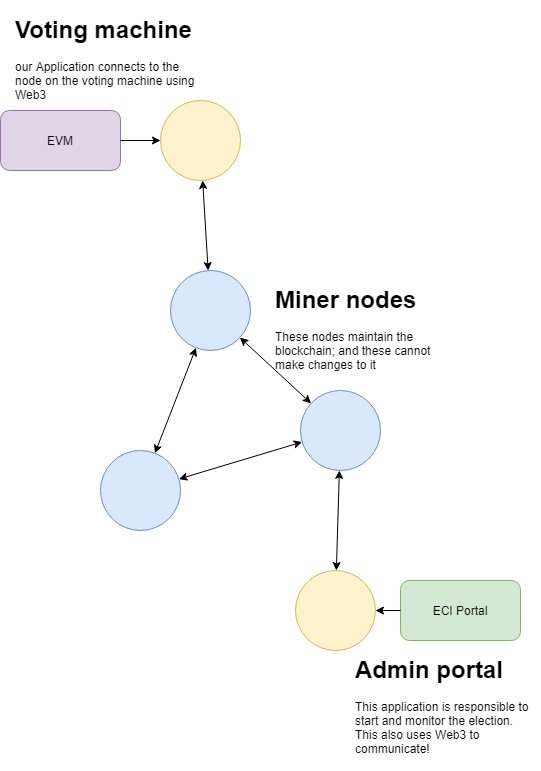 Voting machine
our Application connects to the
node on the voting machine using
Web3
EVM
Miner nodes
These nodes maintain the
blockchain; and these cannot
make changes to it
ECI Portal
Admin portal
This application is responsible to
start and monitor the election.
This also uses Web3 to
communicate!